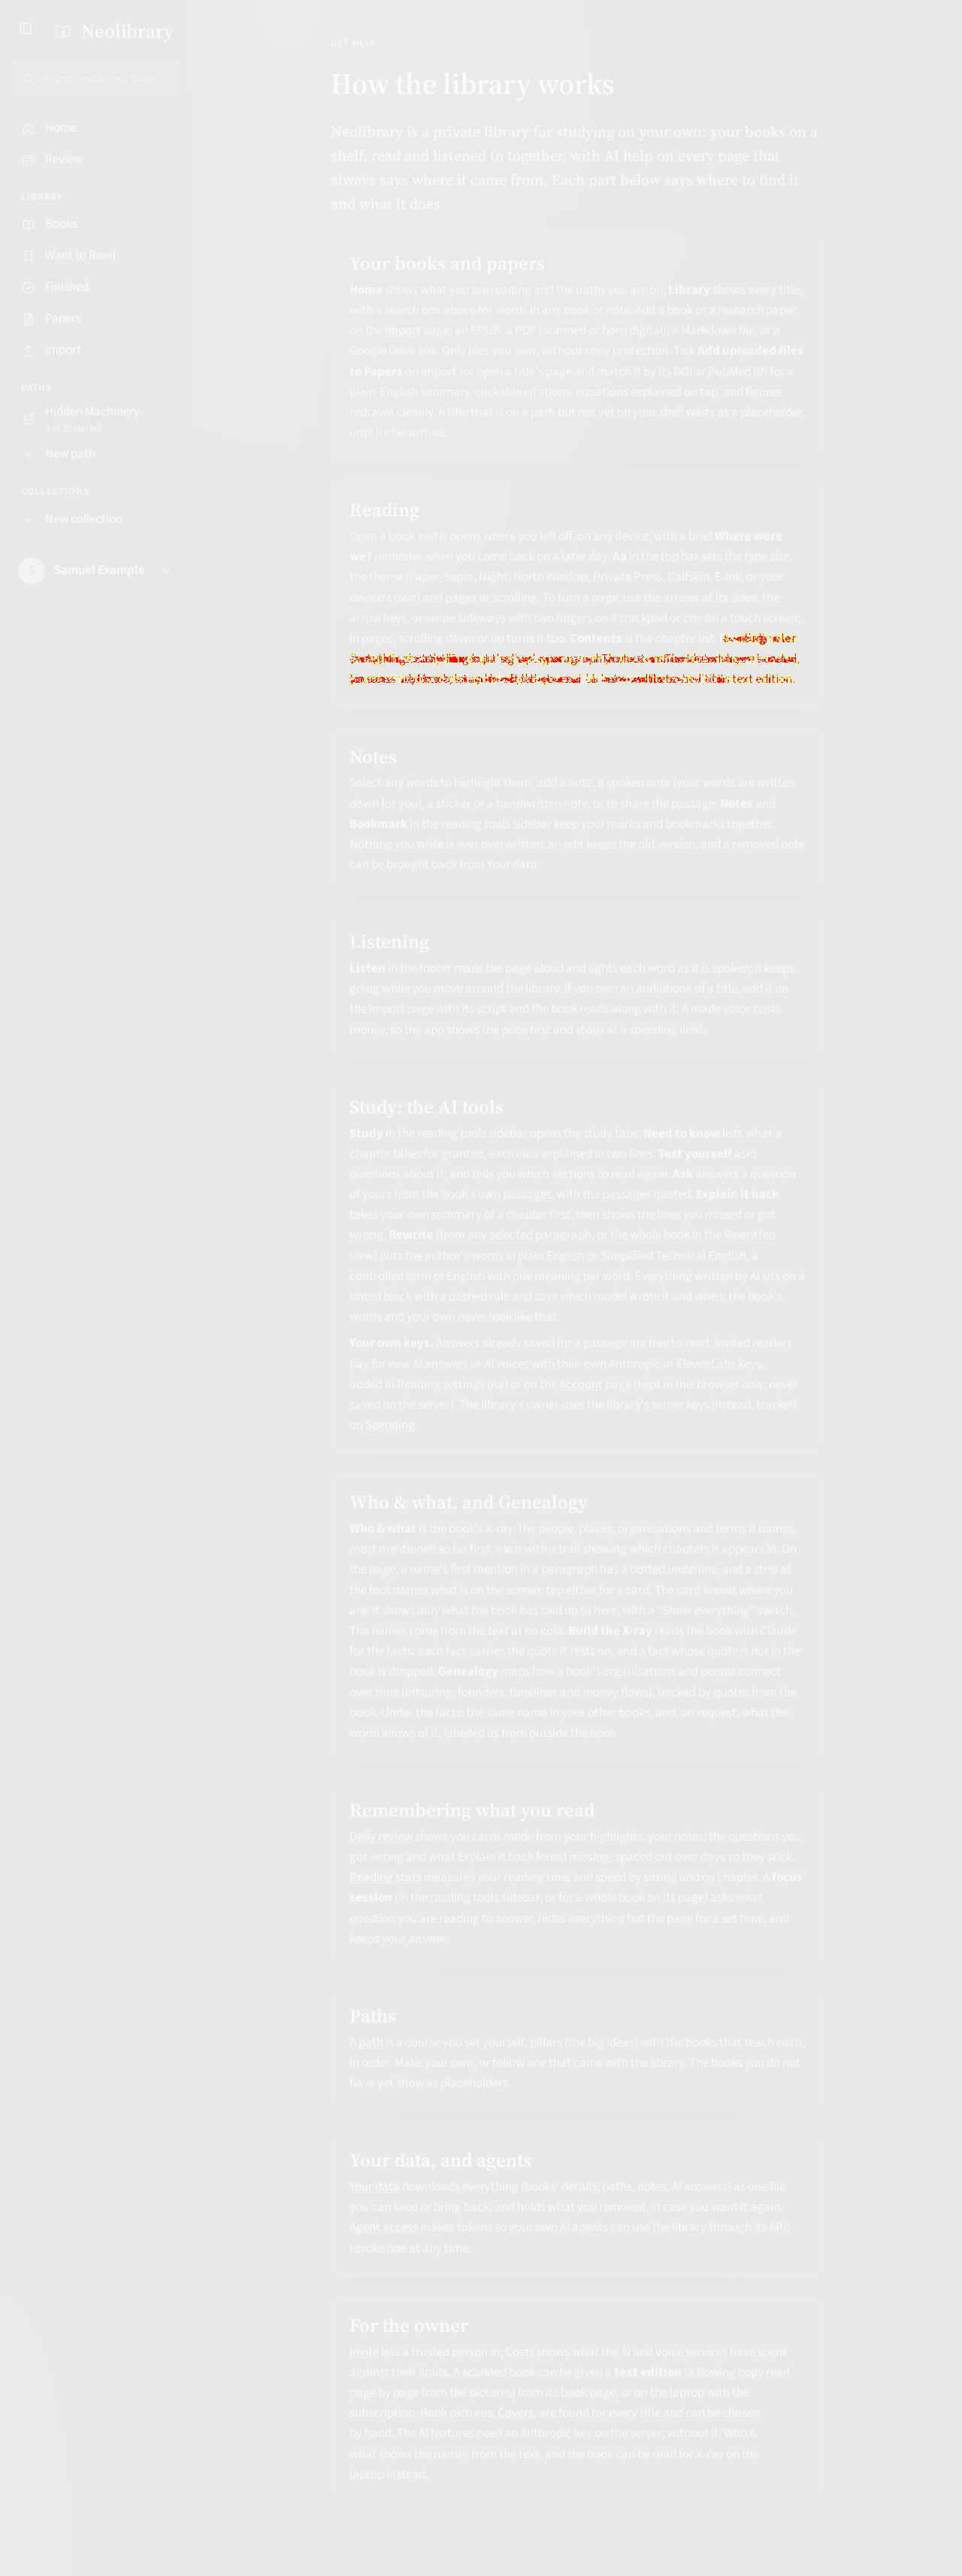 Neolibrary
Search inside your books
Home
Review
LIBRARY
Books
Want to Read
Finished
Papers
Import
PATHS
Hidden Machinery
0 of 29 started
New path
COLLECTIONS
New collection
S
Samuel Example
GET HELP
How the library works
Neolibrary is a private library for studying on your own: your books on a
shelf, read and listened to together, with AI help on every page that
always says where it came from. Each part below says where to find it
and what it does.
Your books and papers
Home shows what you are reading and the paths you are on; Library shows every title,
with a search box above for words in any book or note. Add a book or a research paper
on the Import page: an EPUB, a PDF (scanned or born digital), a Markdown file, or a
Google Drive link. Only files you own, without copy protection. Tick Add uploaded files
to Papers on Import (or open a title's page and match it by its DOI or PubMed ID) for a
plain-English summary, clickable citations, equations explained on tap, and figures
redrawn cleanly. A title that is on a path but not yet on your shelf waits as a placeholder
until its file arrives.
Reading
Open a book and it opens where you left off, on any device, with a brief Where were
we? reminder when you come back on a later day. Aa in the top bar sets the type size,
the theme (Paper, Sepia, Night, North Window, Private Press, Calfskin, E-ink, or your
device's own) and pages or scrolling. To turn a page, use the arrows at its sides, the
arrow keys, or swipe sideways with two fingers on a trackpad or one on a touch screen;
in pages, scrolling down or up turns it too. Contents is the chapter list.
text edition.
Notes
Select any words to highlight them, add a note, a spoken note (your words are written
down for you), a sticker or a handwritten note, or to share the passage. Notes and
Bookmark in the reading tools sidebar keep your marks and bookmarks together.
Nothing you write is ever overwritten: an edit keeps the old version, and a removed note
can be brought back from Your data.
Listening
Listen in the footer reads the page aloud and lights each word as it is spoken; it keeps
going while you move around the library. If you own an audiobook of a title, add it on
the Import page with its script and the book reads along with it. A made voice costs
money, so the app shows the price first and stops at a spending limit.
Study: the AI tools
Study in the reading tools sidebar opens the study tabs. Need to know lists what a
chapter takes for granted, each idea explained in two lines. Test yourself asks
questions about it, and tells you which sections to read again. Ask answers a question
of yours from the book's own passages, with the passages quoted. Explain it back
takes your own summary of a chapter first, then shows the lines you missed or got
wrong. Rewrite (from any selected paragraph, or the whole book in the Rewritten
view) puts the author's words in plain English or Simplified Technical English, a
controlled form of English with one meaning per word. Everything written by AI sits on a
tinted block with a dashed rule and says which model wrote it and when; the book's
words and your own never look like that.
Your own keys. Answers already saved for a passage are free to read. Invited readers
pay for new AI answers or AI voices with their own Anthropic or ElevenLabs keys,
added in Reading settings (Aa) or on the Account page (kept in this browser only; never
saved on the server). The library's owner uses the library's server keys instead, tracked
on Spending.
Who & what, and Genealogy
Who & what is the book's X-ray: the people, places, organisations and terms it names,
most mentioned so far first, each with a trail showing which chapters it appears in. On
the page, a name's first mention in a paragraph has a dotted underline, and a strip at
the foot names what is on the screen; tap either for a card. The card knows where you
are; it shows only what the book has said up to here, with a "Show everything" switch.
The names come from the text at no cost. Build the X-ray reads the book with Claude
for the facts: each fact carries the quote it rests on, and a fact whose quote is not in the
book is dropped. Genealogy maps how a book's organisations and people connect
over time (offspring, founders, timelines and money flows), backed by quotes from the
book. Under the facts: the same name in your other books, and, on request, what the
world knows of it, labelled as from outside the book.
Remembering what you read
Daily review shows you cards made from your highlights, your notes, the questions you
got wrong and what Explain it back found missing, spaced out over days so they stick.
Reading stats measures your reading time and speed by sitting and by chapter. A focus
session (in the reading tools sidebar, or for a whole book on its page) asks what
question you are reading to answer, hides everything but the page for a set time, and
keeps your answer.
Paths
A path is a course you set yourself: pillars (the big ideas) with the books that teach each,
in order. Make your own, or follow one that came with the library. The books you do not
have yet show as placeholders.
Your data, and agents
Your data downloads everything (books' details, paths, notes, AI answers) as one file
you can keep or bring back, and holds what you removed, in case you want it again.
Agent access makes tokens so your own AI agents can use the library through its API;
revoke one at any time.
For the owner
Invite lets a trusted person in; Costs shows what the AI and voice services have spent
against their limits. A scanned book can be given a text edition (a flowing copy read
page by page from the pictures) from its book page, or on the laptop with the
subscription. Book pictures, Covers, are found for every title and can be chosen
by hand. The AI features need an Anthropic key on the server; without it, Who &
what shows the names from the text, and the book can be read for X-ray on the
laptop instead.